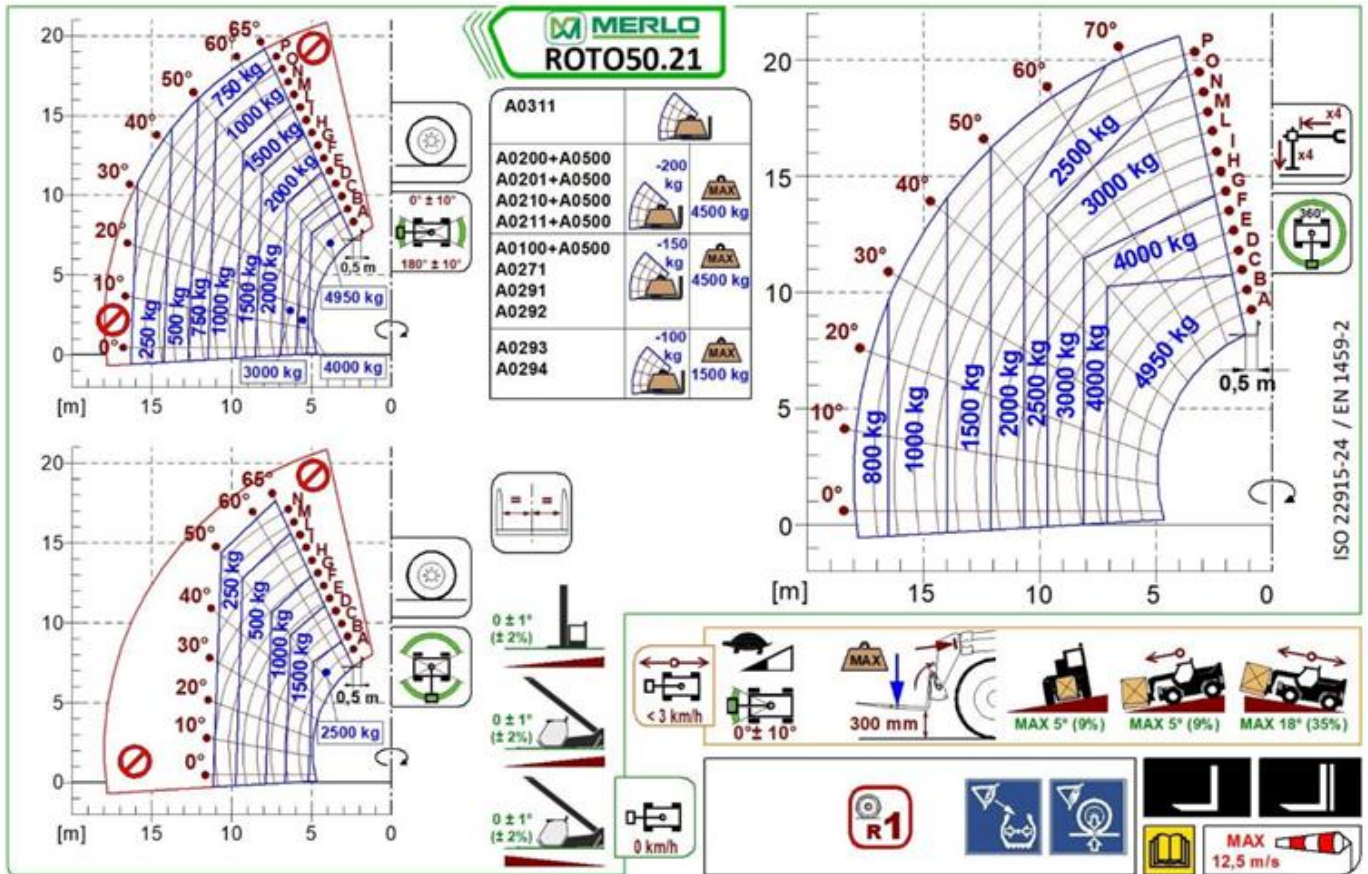 MERLO
ROTO50.21
20
15
10
5
0
[m] 15 10 5 0
0°
10°
20°
30°
40°
50°
60°
65°
P
O
N
M
L
I
H
G
F
E
D
C
B
A
750 kg
1000 kg
1500 kg
2000 kg
250 kg
500 kg
750 kg
1000 kg
1500 kg
2000 kg
3000 kg
4000 kg
4950 kg
0,5 m
0° ± 10°
180° ± 10°
A0311
A0200+A0500
A0201+A0500
A0210+A0500
A0211+A0500
-200
kg
MAX
4500 kg
A0100+A0500
A0271
A0291
A0292
-150
kg
MAX
4500 kg
A0293
A0294
-100
kg
MAX
1500 kg
20
15
10
5
0
[m] 15 10 5 0
0°
10°
20°
30°
40°
50°
60°
70°
P
O
N
M
L
I
H
G
F
E
D
C
B
A
2500 kg
3000 kg
4000 kg
4950 kg
800 kg
1000 kg
1500 kg
2000 kg
2500 kg
3000 kg
4000 kg
0,5 m
x4
x4
360°
ISO 22915-24 / EN 1459-2
20
15
10
5
0
[m] 15 10 5 0
0°
10°
20°
30°
40°
50°
60°
65°
N
M
L
I
H
G
F
E
D
C
B
A
250 kg
500 kg
1000 kg
1500 kg
2500 kg
0,5 m
= =
0 ± 1°
(± 2%)
0 ± 1°
(± 2%)
0 ± 1°
(± 2%)
< 3 km/h
0°± 10°
MAX
300 mm
MAX 5° (9%)
MAX 5° (9%)
MAX 18° (35%)
0 km/h
R 1
MAX
12,5 m/s